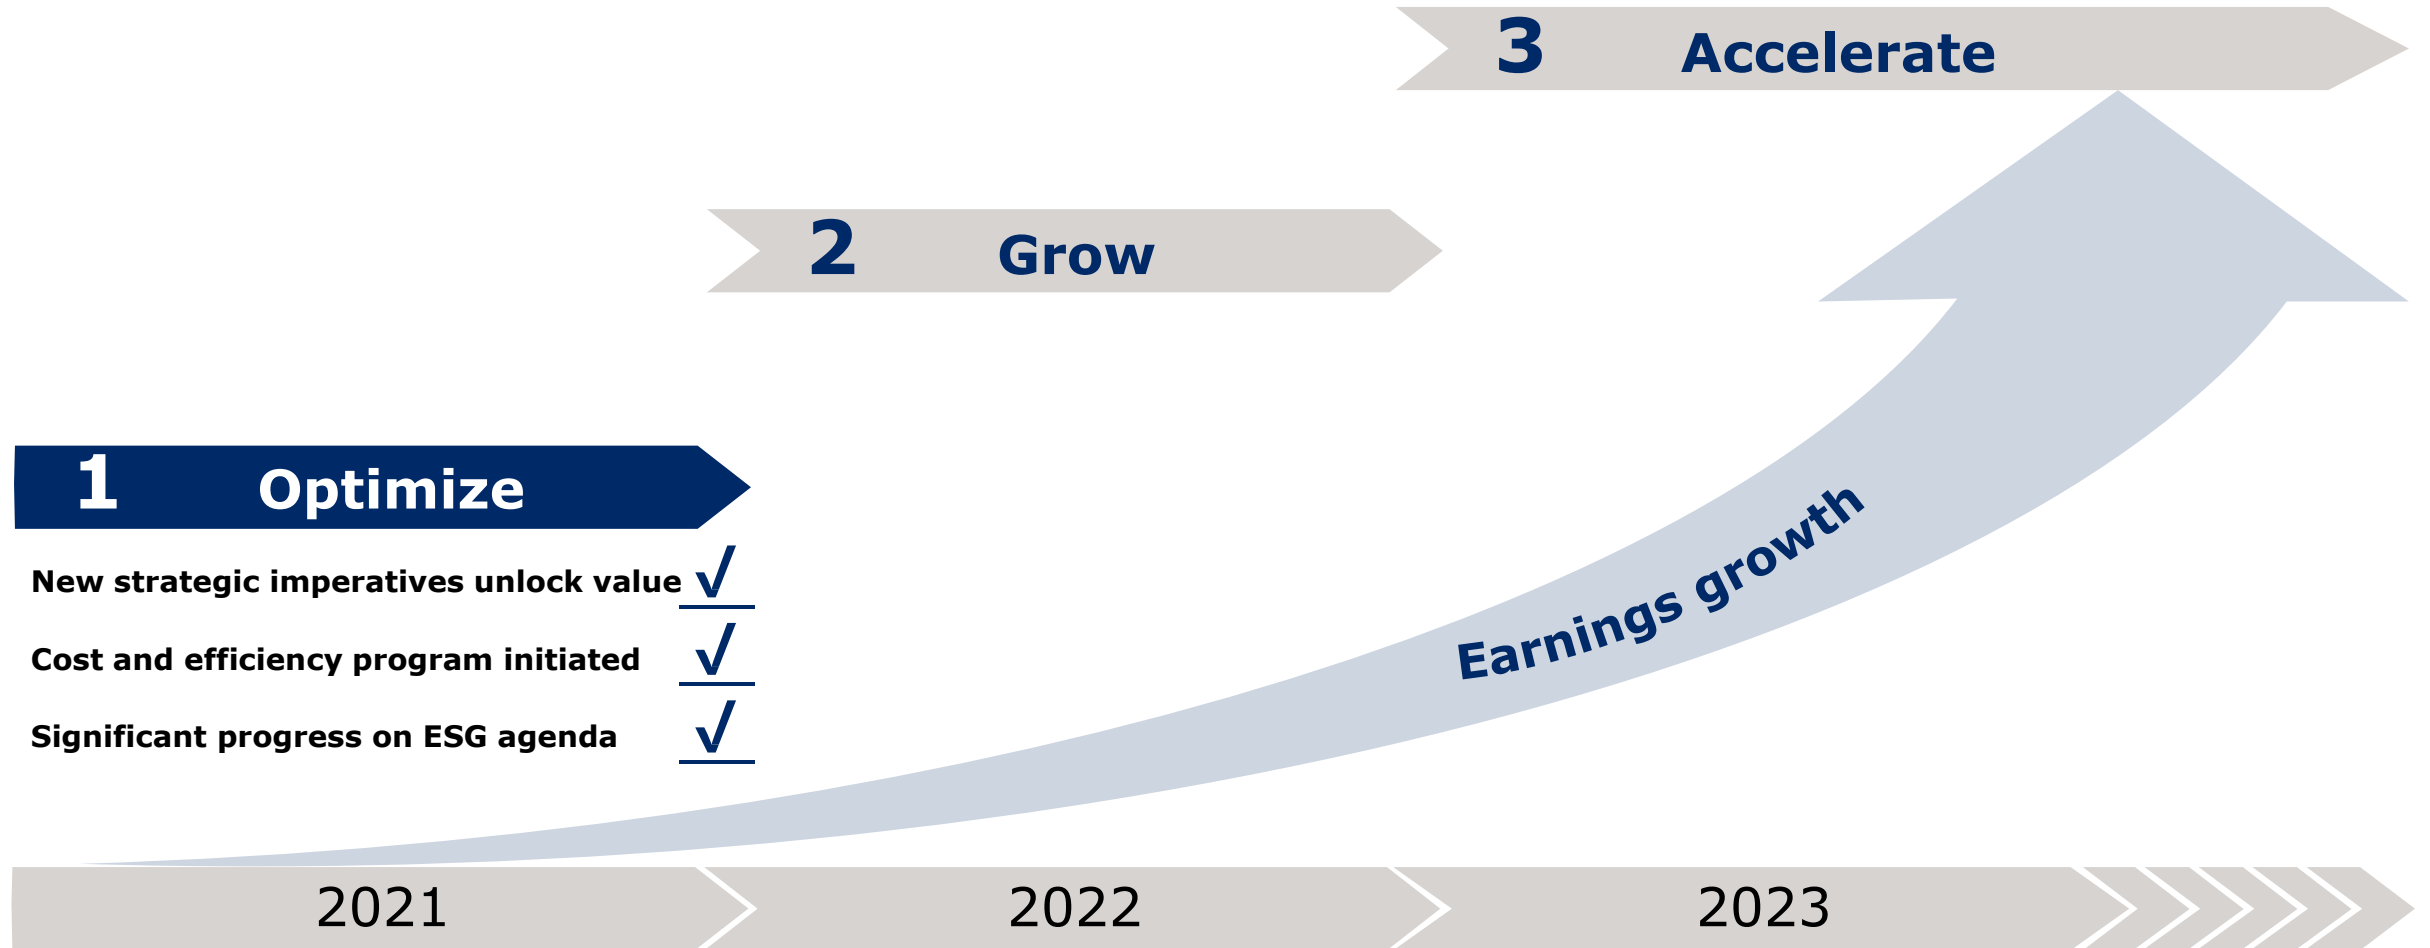 3 Accelerate
2 Grow
1 Optimize
New strategic imperatives unlock value √
Cost and efficiency program initiated √
Significant progress on ESG agenda √
Earnings growth
2021 2022 2023